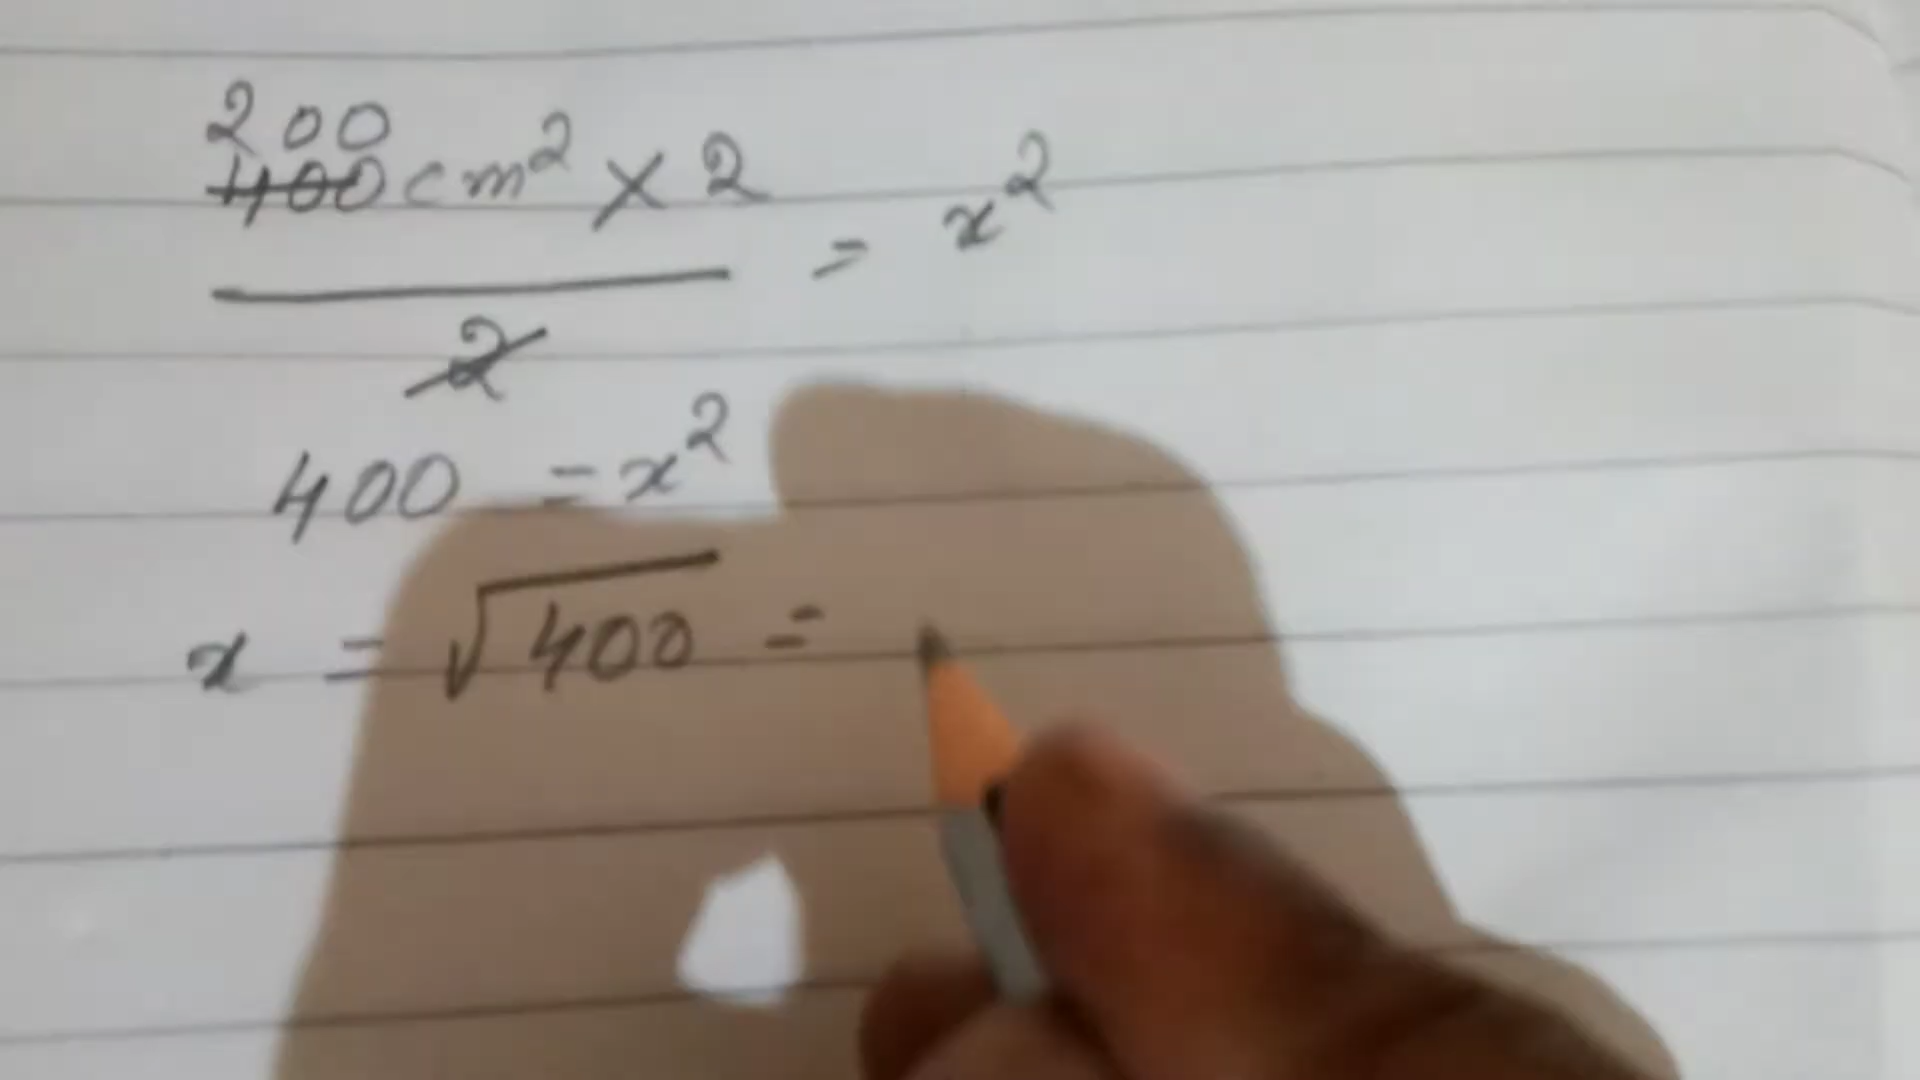 200
400 cm² × 2
= x²
2
400 = x²
x = √400 =